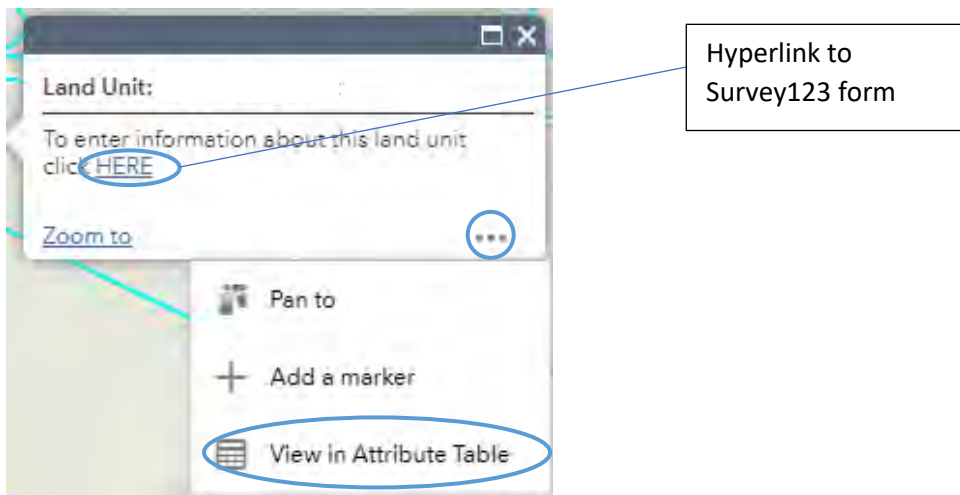 Land Unit:
To enter information about this land unit
click HERE
Zoom to
Pan to
Add a marker
View in Attribute Table
Hyperlink to
Survey123 form